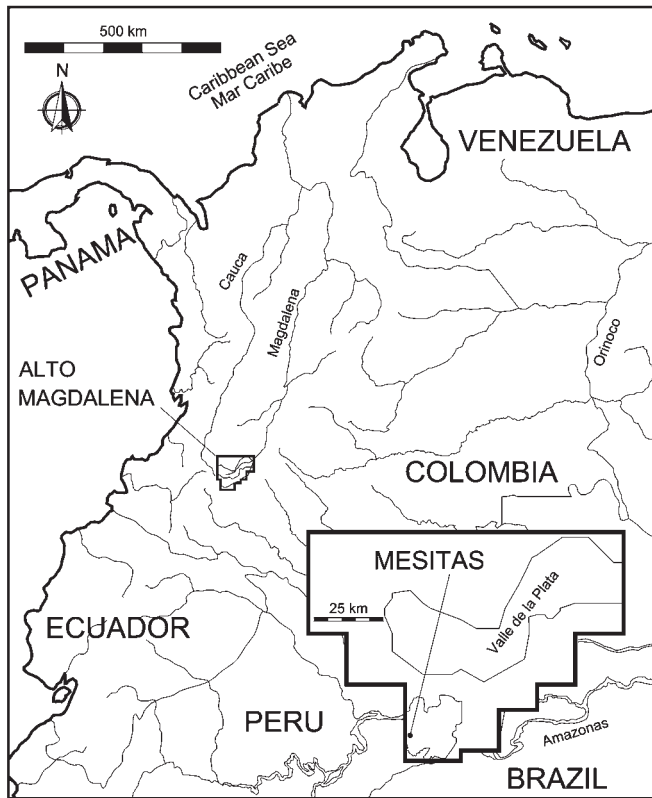 500 km
N
Caribbean Sea
Mar Caribe
VENEZUELA
PANAMA
Cauca
Magdalena
Orinoco
ALTO
MAGDALENA
COLOMBIA
MESITAS
25 km
Valle de la Plata
ECUADOR
PERU
Amazonas
BRAZIL